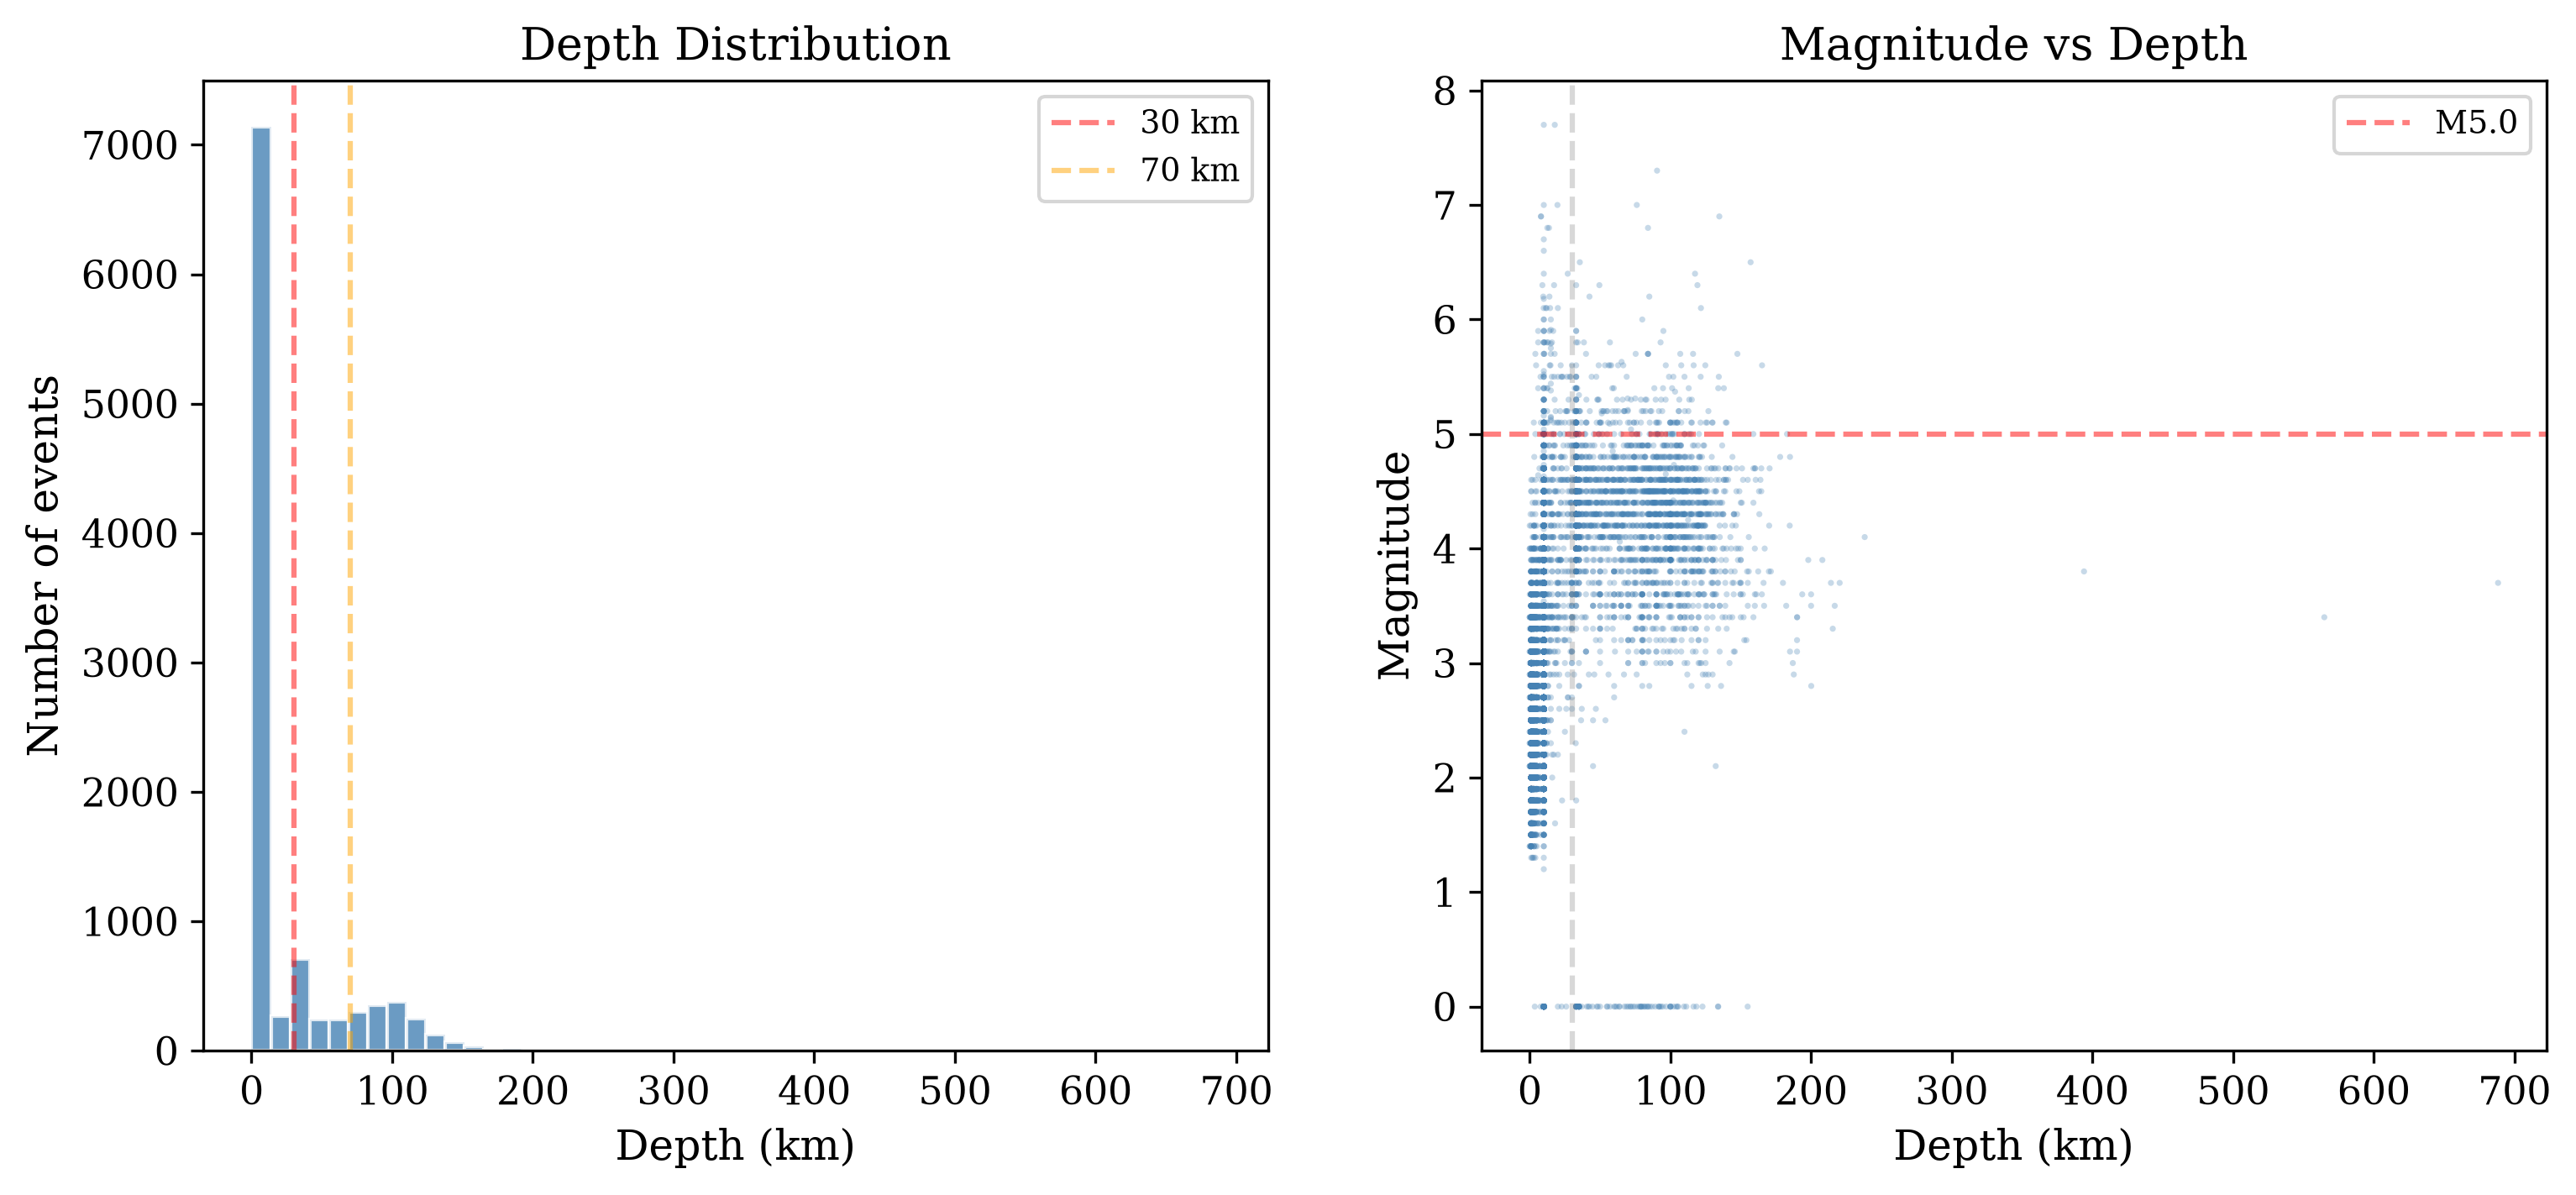 Depth Distribution
Number of events
7000
6000
5000
4000
3000
2000
1000
0
0 100 200 300 400 500 600 700
Depth (km)
30 km
70 km
Magnitude vs Depth
Magnitude
8
7
6
5
4
3
2
1
0
0 100 200 300 400 500 600 700
Depth (km)
M5.0